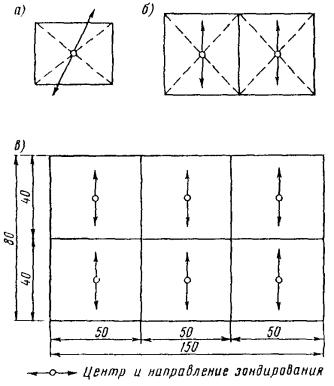 а)
б)
в)
80
40
40
50
50
50
150
Центр и направление зондирования